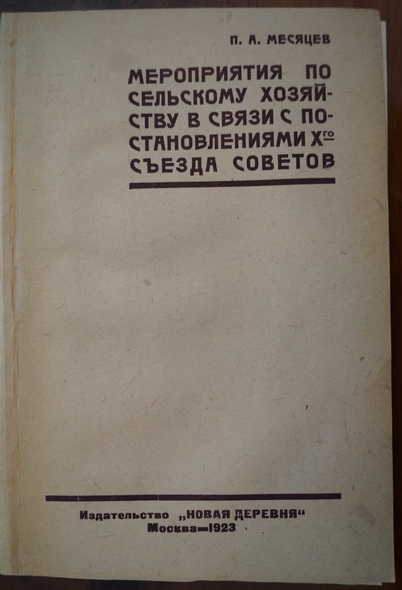 П. А. МЕСЯЦЕВ
МЕРОПРИЯТИЯ ПО
СЕЛЬСКОМУ ХОЗЯЙ-
СТВУ В СВЯЗИ С ПО-
СТАНОВЛЕНИЯМИ Xго
СЪЕЗДА СОВЕТОВ
Издательство „НОВАЯ ДЕРЕВНЯ“
Москва—1923